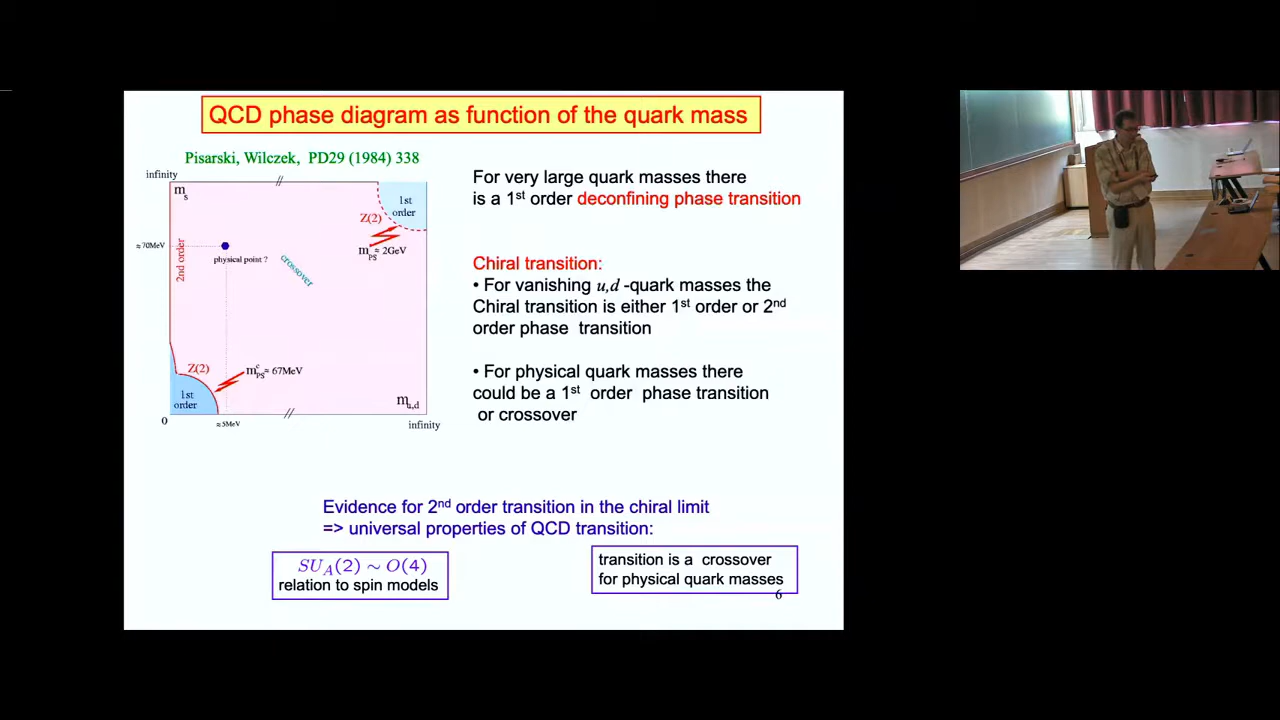 QCD phase diagram as function of the quark mass
Pisarski, Wilczek, PD29 (1984) 338
infinity
mₛ
1st
order
Z(2)
m_PS ≈ 2GeV
≈ 70MeV
2nd order
physical point ?
crossover
Z(2)
m^c_PS ≈ 67MeV
1st
order
m_u,d
0
≈ 5MeV
infinity
For very large quark masses there
is a 1ˢᵗ order deconfining phase transition
Chiral transition:
• For vanishing u,d -quark masses the
Chiral transition is either 1ˢᵗ order or 2ⁿᵈ
order phase transition
• For physical quark masses there
could be a 1ˢᵗ order phase transition
or crossover
Evidence for 2ⁿᵈ order transition in the chiral limit
=> universal properties of QCD transition:
SU_A(2) ~ O(4)
relation to spin models
transition is a crossover
for physical quark masses
6